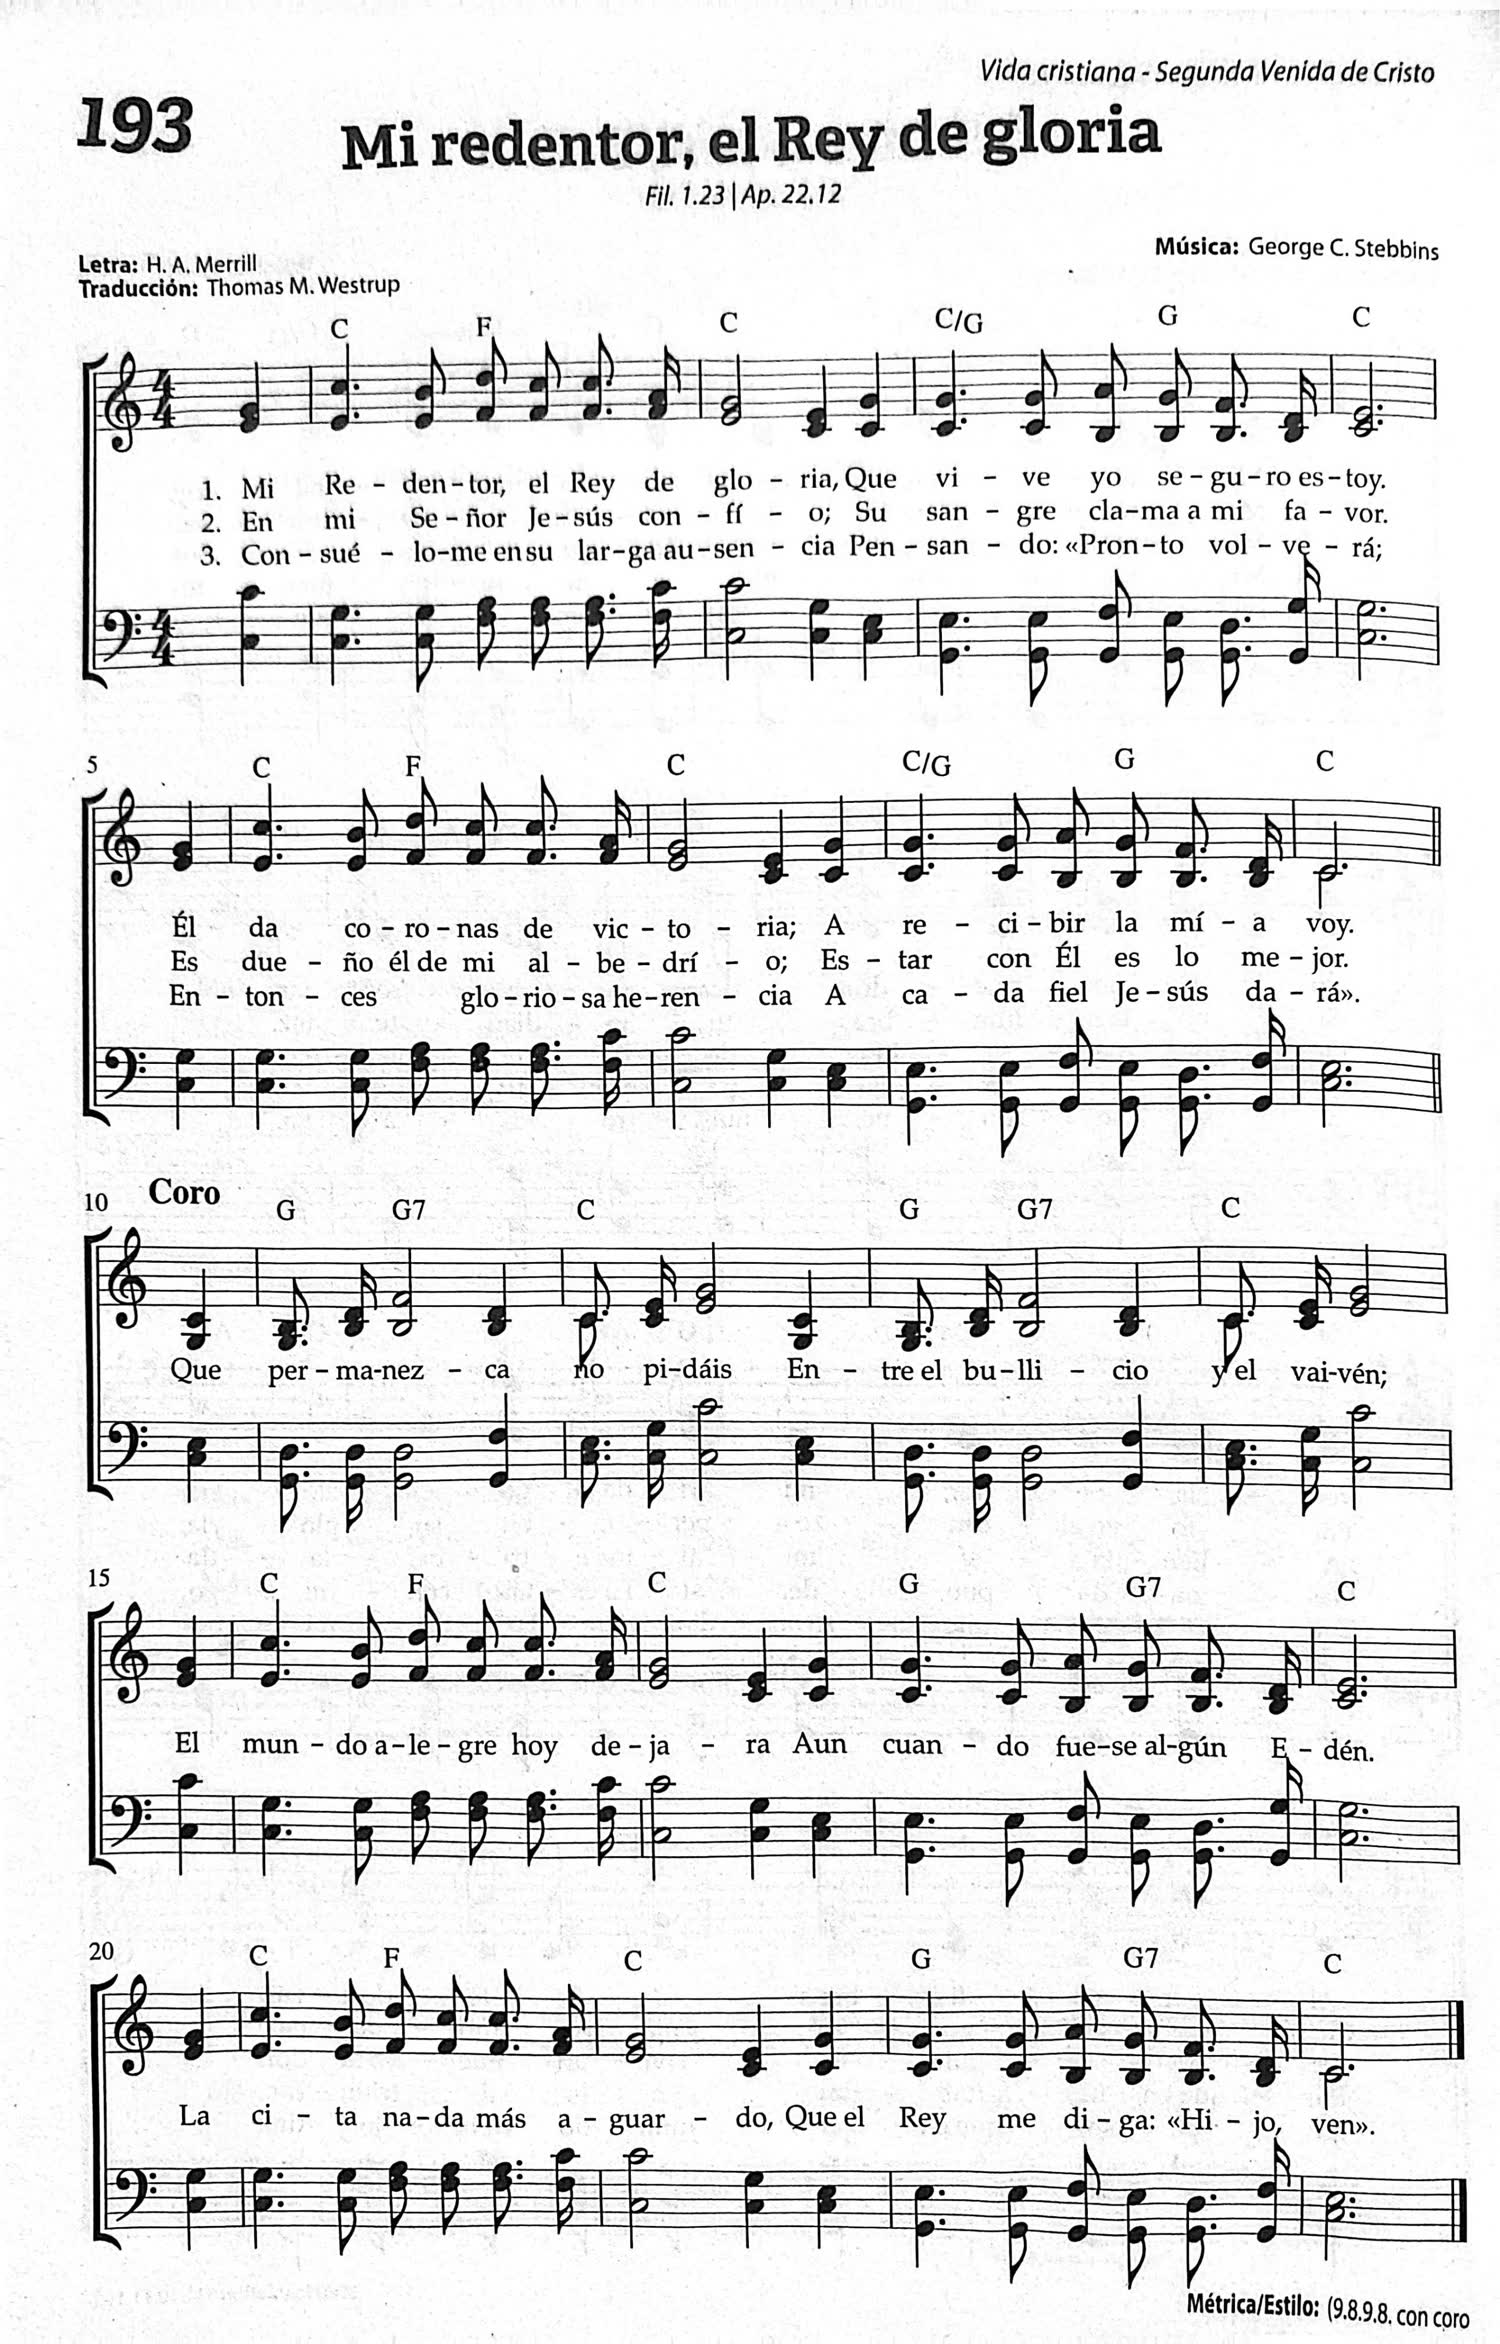 Vida cristiana - Segunda Venida de Cristo
193
Mi redentor, el Rey de gloria
Fil. 1.23 | Ap. 22.12
Letra: H. A. Merrill
Traducción: Thomas M. Westrup
Música: George C. Stebbins
C F C C/G G C
1. Mi Re – den – tor, el Rey de glo – ria, Que vi – ve yo se – gu – ro es – toy.
2. En mi Se – ñor Je – sús con – fí – o; Su san – gre cla – ma a mi fa – vor.
3. Con – sué – lo – me en su lar – ga au – sen – cia Pen – san – do: «Pron – to vol – ve – rá;
5 C F C C/G G C
Él da co – ro – nas de vic – to – ria; A re – ci – bir la mí – a voy.
Es due – ño él de mi al – be – drí – o; Es – tar con Él es lo me – jor.
En – ton – ces glo – rio – sa he – ren – cia A ca – da fiel Je – sús da – rá».
10 Coro G G7 C G G7 C
Que per – ma – nez – ca no pi – dáis En – tre el bu – lli – cio y el vai – vén;
15 C F C G G7 C
El mun – do a – le – gre hoy de – ja – ra Aun cuan – do fue – se al – gún E – dén.
20 C F C G G7 C
La ci – ta na – da más a – guar – do, Que el Rey me di – ga: «Hi – jo, ven».
Métrica/Estilo: (9.8.9.8. con coro